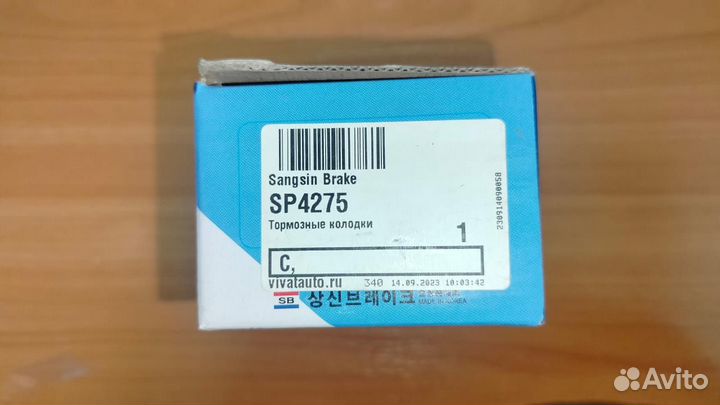 Sangsin Brake
SP4275
Тормозные колодки
1
230914090058
C,
vivatauto.ru 340 14.09.2023 10:03:42
SB 상신브레이크 MADE IN KOREA
Avito